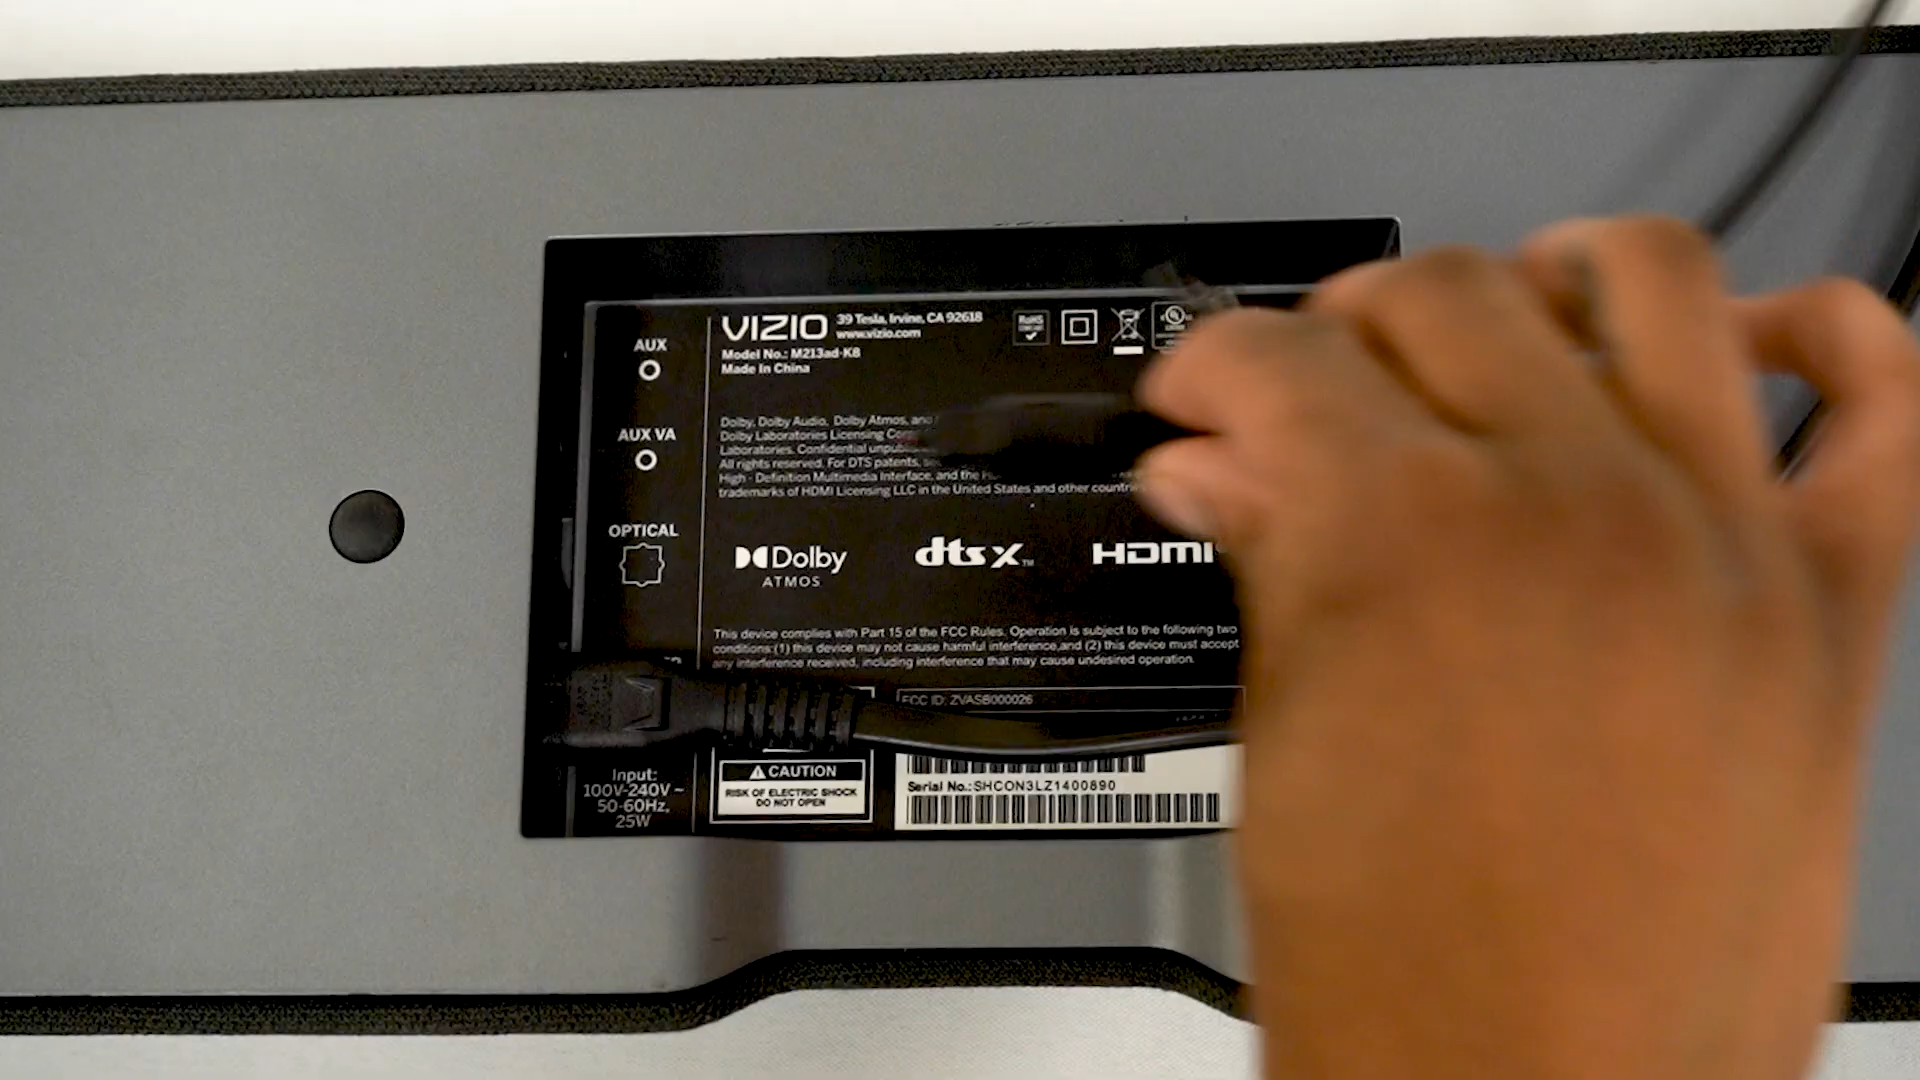 AUX
AUX VA
OPTICAL
Input:
100V-240V ~
50-60Hz,
25W
VIZIO
39 Tesla, Irvine, CA 92618
www.vizio.com
Model No.: M213ad-K8
Made In China
RoHS
Dolby, Dolby Audio, Dolby Atmos, and
Dolby Laboratories Licensing
Laboratories. Confidential
All rights reserved. For DTS patents,
High - Definition Multimedia Interface, and the
trademarks of HDMI Licensing LLC in the United States and other
Dolby
ATMOS
dts X™
HDMI
This device complies with Part 15 of the FCC Rules. Operation is subject to the following two
conditions:(1) this device may not cause harmful interference,and (2) this device must accept
any interference received, including interference that may cause undesired operation.
FCC ID: ZVASB000026
CAUTION
RISK OF ELECTRIC SHOCK
DO NOT OPEN
Serial No.:SHCON3LZ1400890